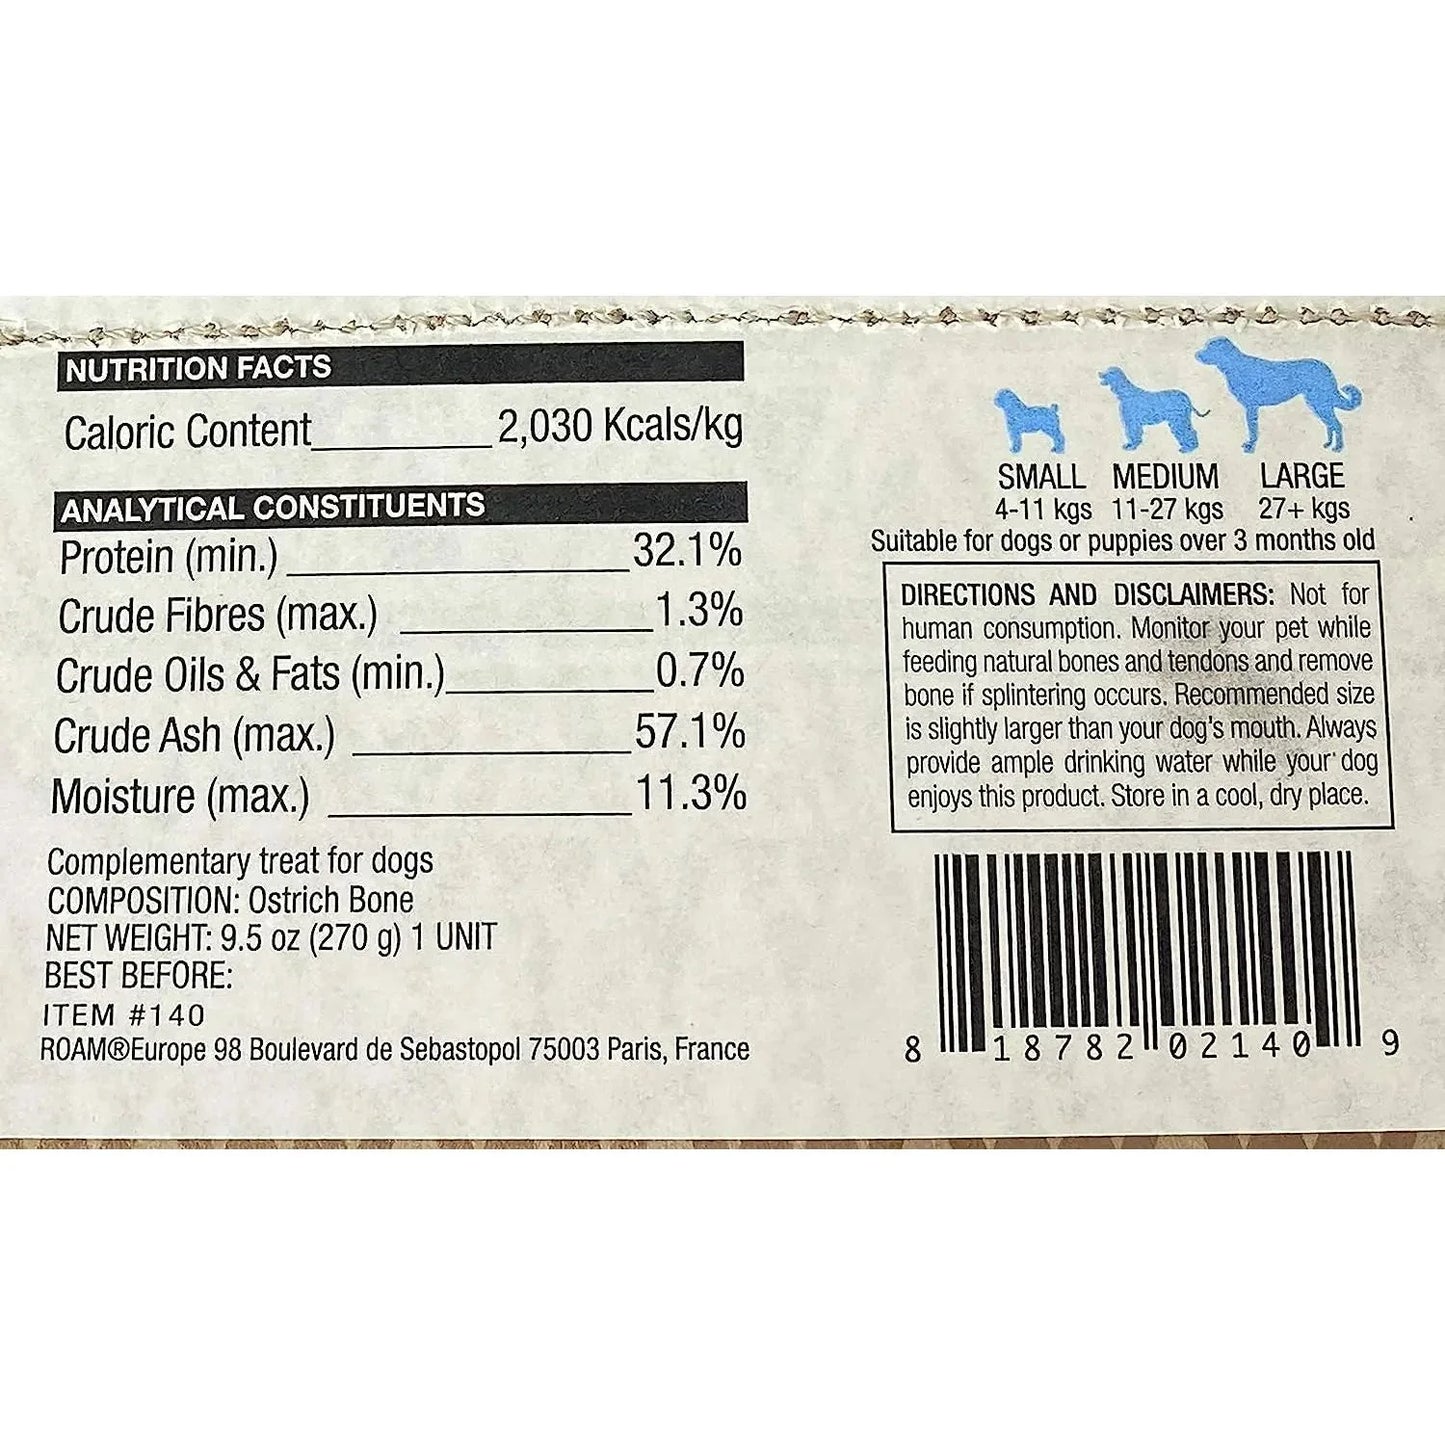 NUTRITION FACTS
Caloric Content 2,030 Kcals/kg
ANALYTICAL CONSTITUENTS
Protein (min.) 32.1%
Crude Fibres (max.) 1.3%
Crude Oils & Fats (min.) 0.7%
Crude Ash (max.) 57.1%
Moisture (max.) 11.3%
Complementary treat for dogs
COMPOSITION: Ostrich Bone
NET WEIGHT: 9.5 oz (270 g) 1 UNIT
BEST BEFORE:
ITEM #140
ROAM®Europe 98 Boulevard de Sebastopol 75003 Paris, France
SMALL MEDIUM LARGE
4-11 kgs 11-27 kgs 27+ kgs
Suitable for dogs or puppies over 3 months old
DIRECTIONS AND DISCLAIMERS: Not for
human consumption. Monitor your pet while
feeding natural bones and tendons and remove
bone if splintering occurs. Recommended size
is slightly larger than your dog's mouth. Always
provide ample drinking water while your dog
enjoys this product. Store in a cool, dry place.
8 18782 02140 9